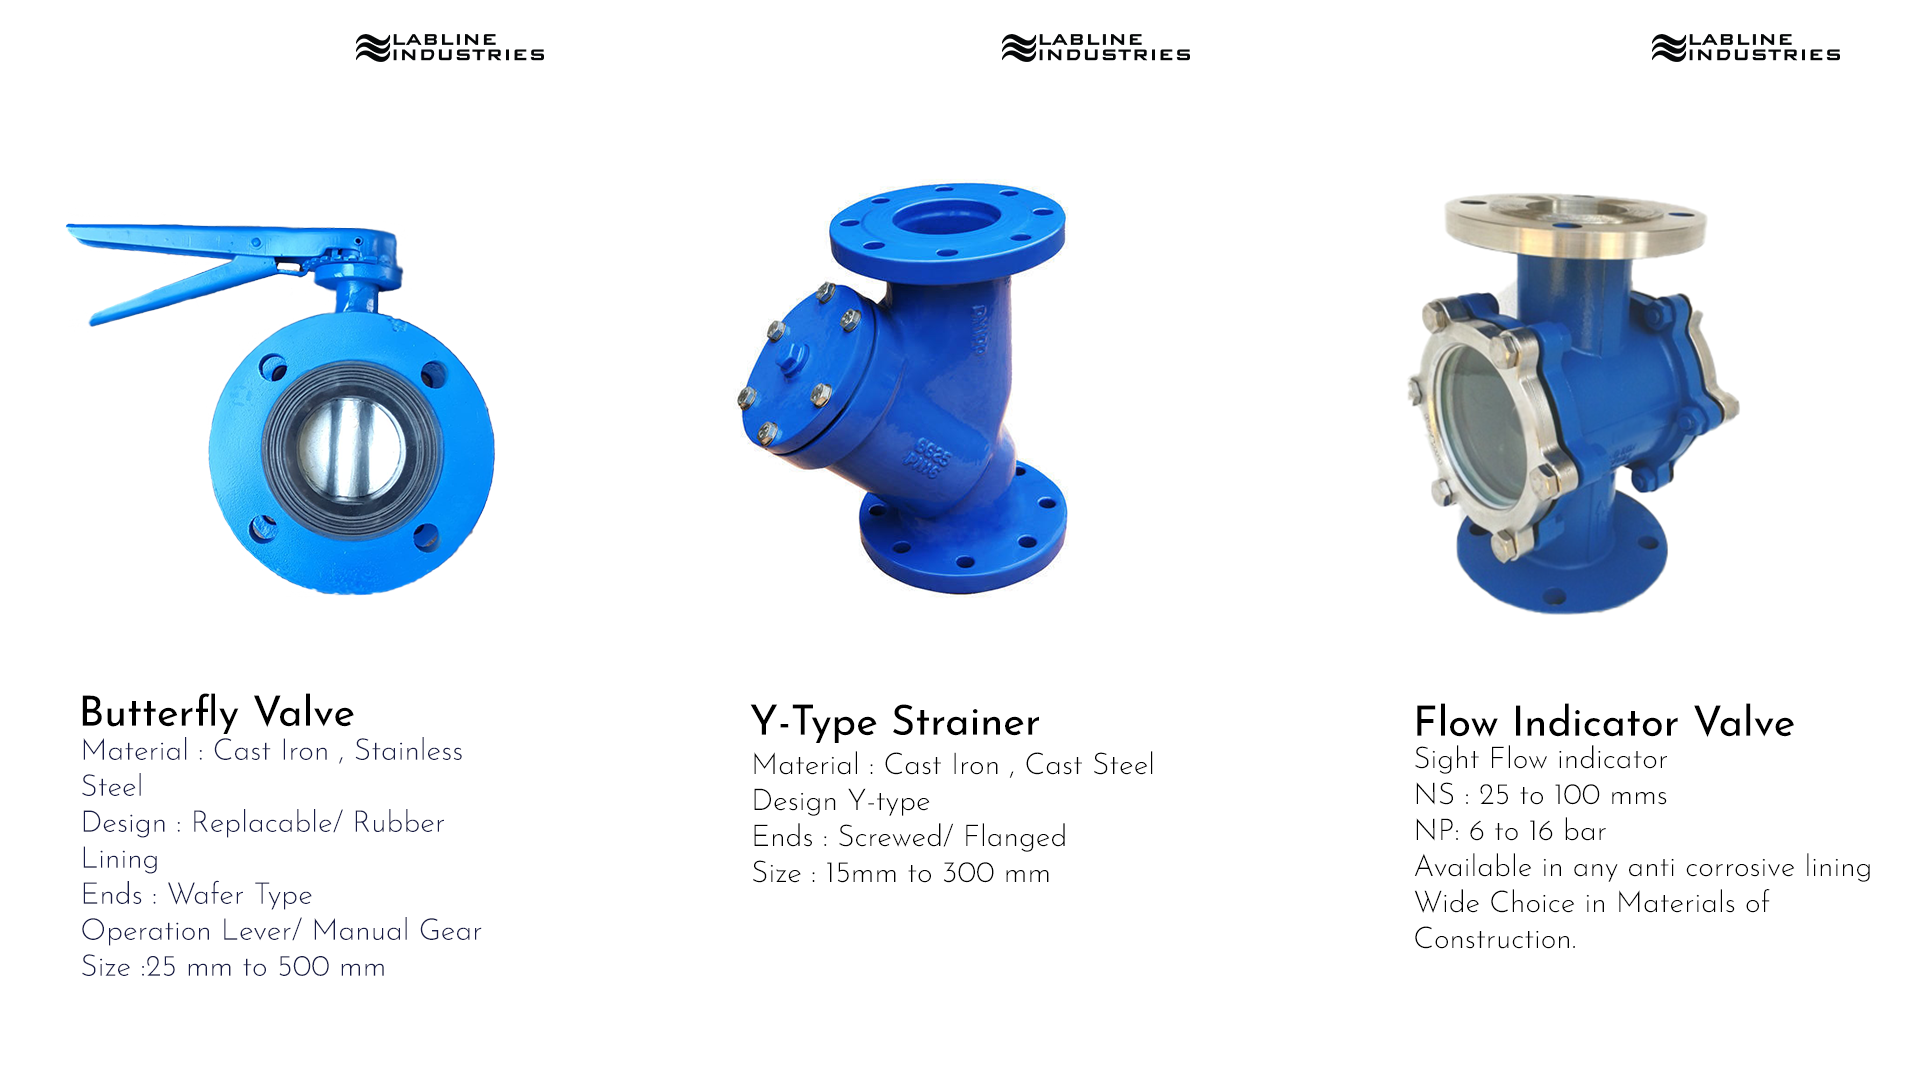 LABLINE
INDUSTRIES
LABLINE
INDUSTRIES
LABLINE
INDUSTRIES
GG25
Butterfly Valve
Material : Cast Iron , Stainless
Steel
Design : Replacable/ Rubber
Lining
Ends : Wafer Type
Operation Lever/ Manual Gear
Size :25 mm to 500 mm
Y-Type Strainer
Material : Cast Iron , Cast Steel
Design Y-type
Ends : Screwed/ Flanged
Size : 15mm to 300 mm
Flow Indicator Valve
Sight Flow indicator
NS : 25 to 100 mms
NP: 6 to 16 bar
Available in any anti corrosive lining
Wide Choice in Materials of
Construction.